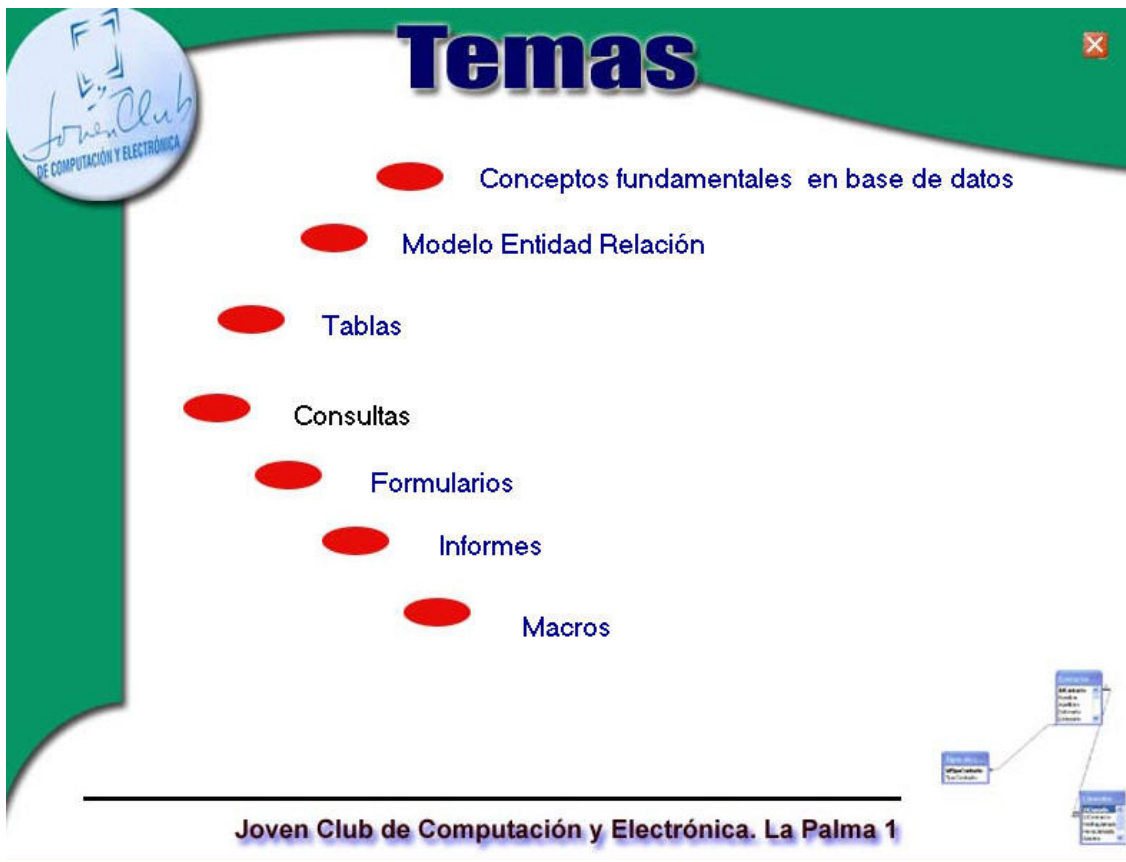 Temas
Joven Club
DE COMPUTACIÓN Y ELECTRÓNICA
Conceptos fundamentales en base de datos
Modelo Entidad Relación
Tablas
Consultas
Formularios
Informes
Macros
Joven Club de Computación y Electrónica. La Palma 1